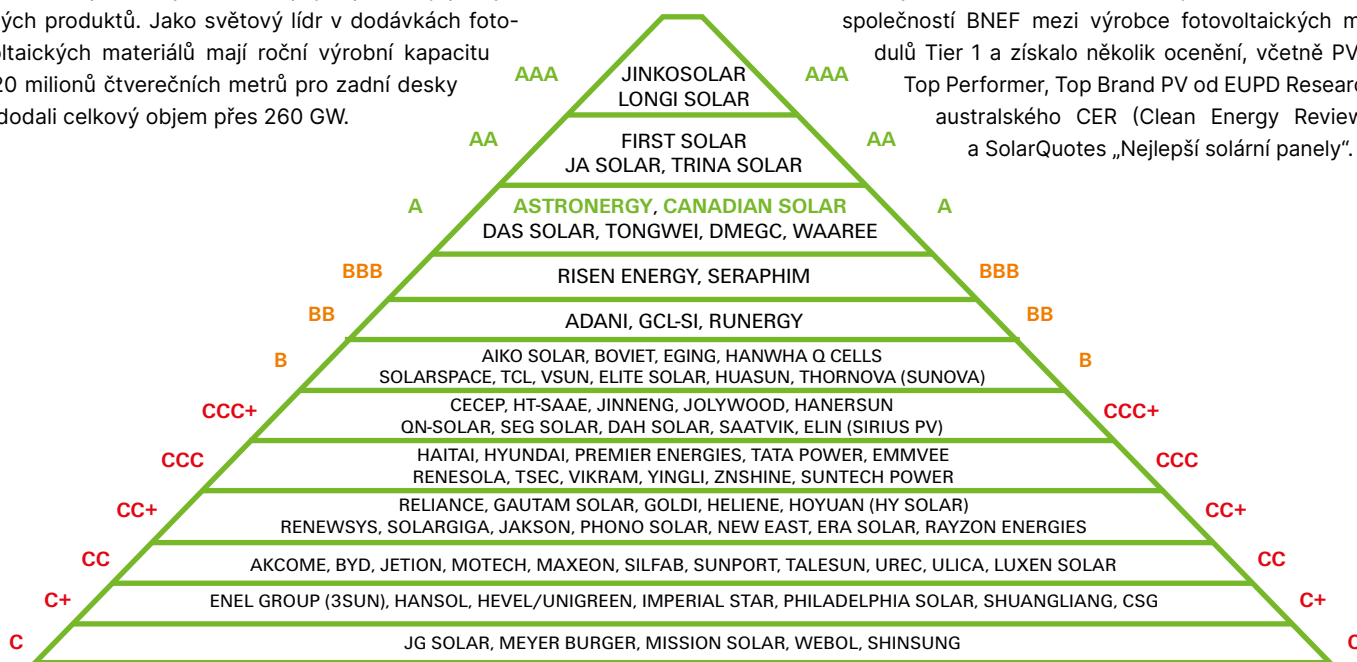 ných produktů. Jako světový lídr v dodávkách foto-
ltaických materiálů mají roční výrobní kapacitu
20 milionů čtverečních metrů pro zadní desky
dodali celkový objem přes 260 GW.
společností BNEF mezi výrobce fotovoltaických m
dulů Tier 1 a získalo několik ocenění, včetně PV
Top Performer, Top Brand PV od EUPD Researc
australského CER (Clean Energy Review
a SolarQuotes „Nejlepší solární panely“.
AAA JINKOSOLAR AAA
LONGI SOLAR
AA FIRST SOLAR AA
JA SOLAR, TRINA SOLAR
A ASTRONERGY, CANADIAN SOLAR A
DAS SOLAR, TONGWEI, DMEGC, WAAREE
BBB RISEN ENERGY, SERAPHIM BBB
BB ADANI, GCL-SI, RUNERGY BB
B AIKO SOLAR, BOVIET, EGING, HANWHA Q CELLS B
SOLARSPACE, TCL, VSUN, ELITE SOLAR, HUASUN, THORNOVA (SUNOVA)
CCC+ CECEP, HT-SAAE, JINNENG, JOLYWOOD, HANERSUN CCC+
QN-SOLAR, SEG SOLAR, DAH SOLAR, SAATVIK, ELIN (SIRIUS PV)
CCC HAITAI, HYUNDAI, PREMIER ENERGIES, TATA POWER, EMMVEE CCC
RENESOLA, TSEC, VIKRAM, YINGLI, ZNSHINE, SUNTECH POWER
CC+ RELIANCE, GAUTAM SOLAR, GOLDI, HELIENE, HOYUAN (HY SOLAR) CC+
RENEWSYS, SOLARGIGA, JAKSON, PHONO SOLAR, NEW EAST, ERA SOLAR, RAYZON ENERGIES
CC AKCOME, BYD, JETION, MOTECH, MAXEON, SILFAB, SUNPORT, TALESUN, UREC, ULICA, LUXEN SOLAR CC
C+ ENEL GROUP (3SUN), HANSOL, HEVEL/UNIGREEN, IMPERIAL STAR, PHILADELPHIA SOLAR, SHUANGLIANG, CSG C+
C JG SOLAR, MEYER BURGER, MISSION SOLAR, WEBOL, SHINSUNG C